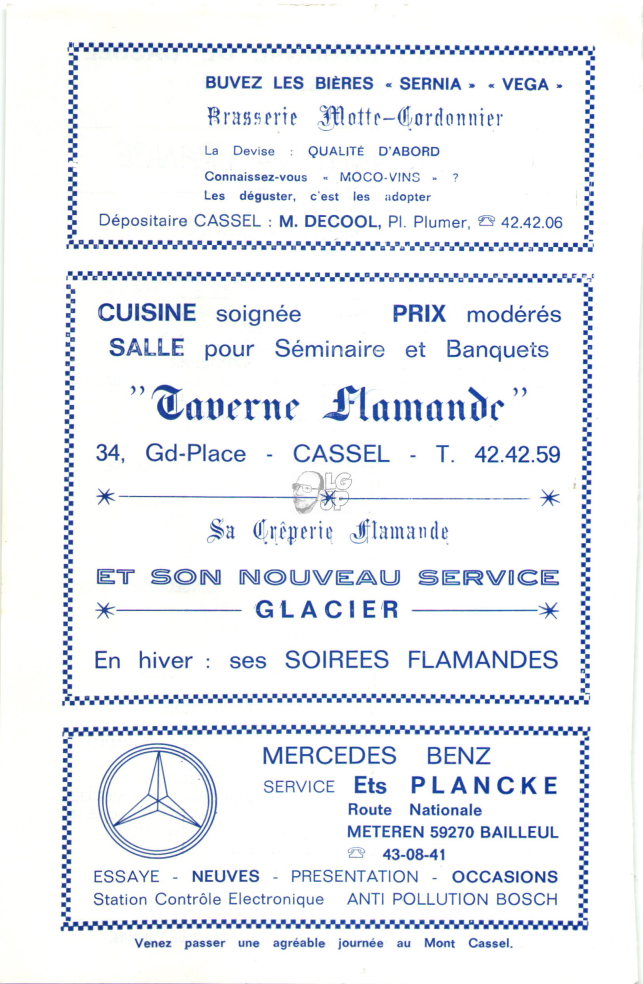 BUVEZ LES BIÈRES « SERNIA » « VEGA »
Brasserie Motte-Cordonnier
La Devise : QUALITÉ D'ABORD
Connaissez-vous « MOCO-VINS » ?
Les déguster, c'est les adopter
Dépositaire CASSEL : M. DECOOL, Pl. Plumer, ☎ 42.42.06
CUISINE soignée PRIX modérés
SALLE pour Séminaire et Banquets
"Taverne Flamande"
34, Gd-Place - CASSEL - T. 42.42.59
LG
UP
Sa Crêperie Flamande
ET SON NOUVEAU SERVICE
GLACIER
En hiver : ses SOIREES FLAMANDES
MERCEDES BENZ
SERVICE Ets PLANCKE
Route Nationale
METEREN 59270 BAILLEUL
☎ 43-08-41
ESSAYE - NEUVES - PRESENTATION - OCCASIONS
Station Contrôle Electronique ANTI POLLUTION BOSCH
Venez passer une agréable journée au Mont Cassel.